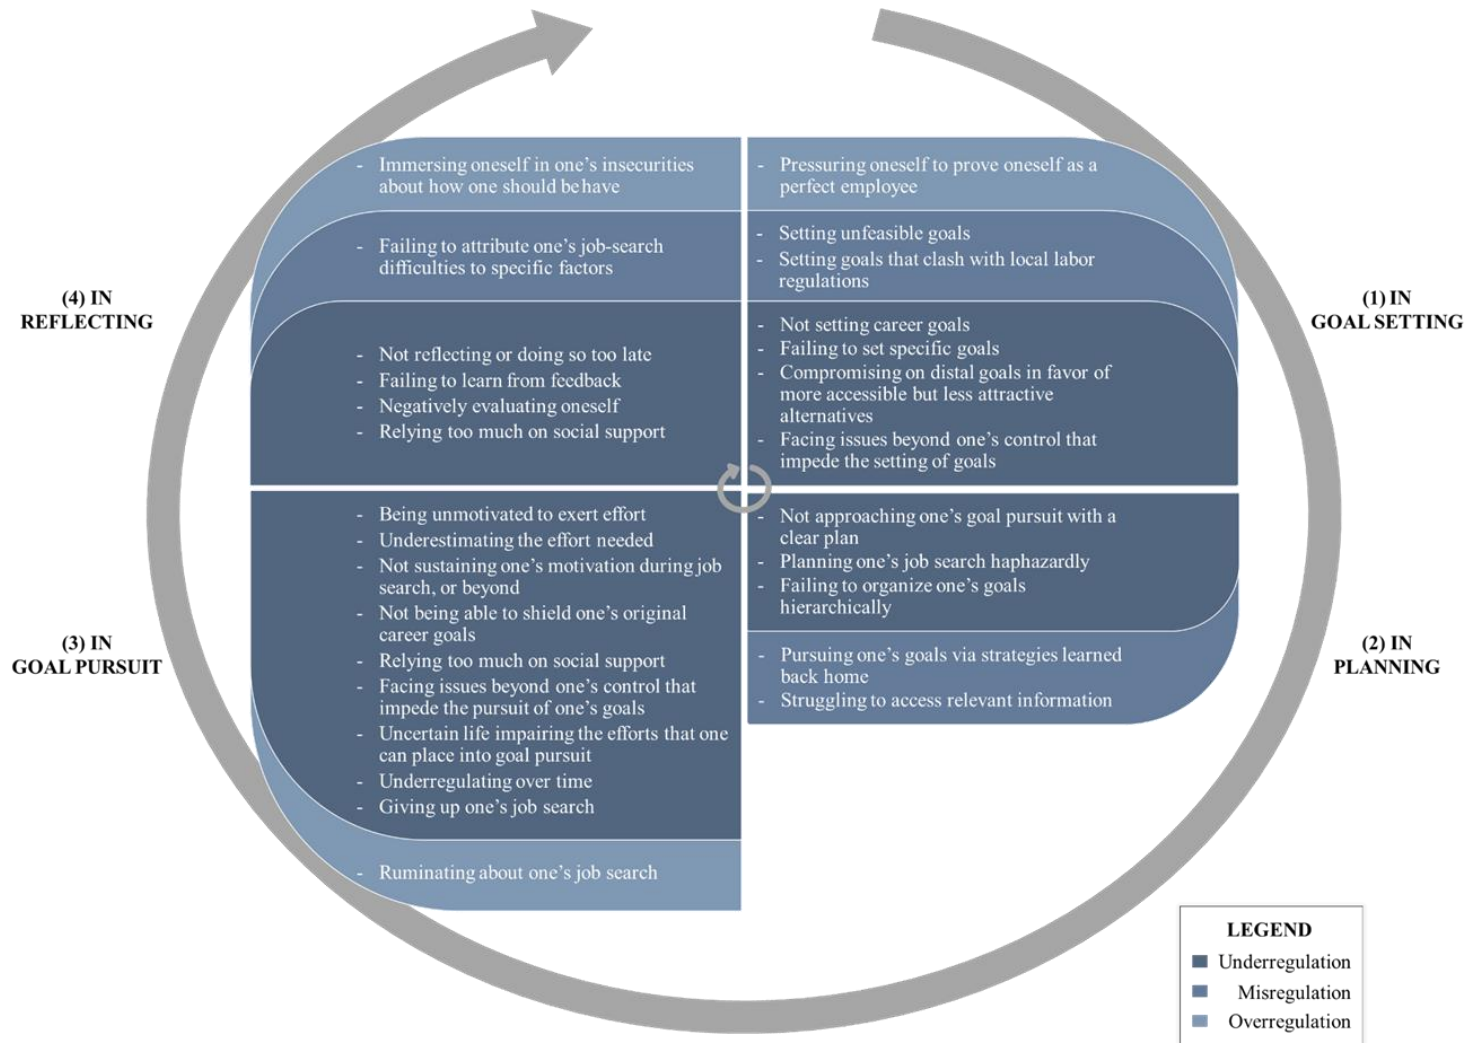 - Immersing oneself in one's insecurities
about how one should be have
- Failing to attribute one's job-search
difficulties to specific factors
- Not reflecting or doing so too late
- Failing to learn from feedback
- Negatively evaluating oneself
- Relying too much on social support
(4) IN
REFLECTING
- Pressuring oneself to prove oneself as a
perfect employee
- Setting unfeasible goals
- Setting goals that clash with local labor
regulations
- Not setting career goals
- Failing to set specific goals
- Compromising on distal goals in favor of
more accessible but less attractive
alternatives
- Facing issues beyond one's control that
impede the setting of goals
(1) IN
GOAL SETTING
- Being unmotivated to exert effort
- Underestimating the effort needed
- Not sustaining one's motivation during job
search, or beyond
- Not being able to shield one's original
career goals
- Relying too much on social support
- Facing issues beyond one's control that
impede the pursuit of one's goals
- Uncertain life impairing the efforts that one
can place into goal pursuit
- Underregulating over time
- Giving up one's job search
- Ruminating about one's job search
(3) IN
GOAL PURSUIT
- Not approaching one's goal pursuit with a
clear plan
- Planning one's job search haphazardly
- Failing to organize one's goals
hierarchically
- Pursuing one's goals via strategies learned
back home
- Struggling to access relevant information
(2) IN
PLANNING
LEGEND
Underregulation
Misregulation
Overregulation